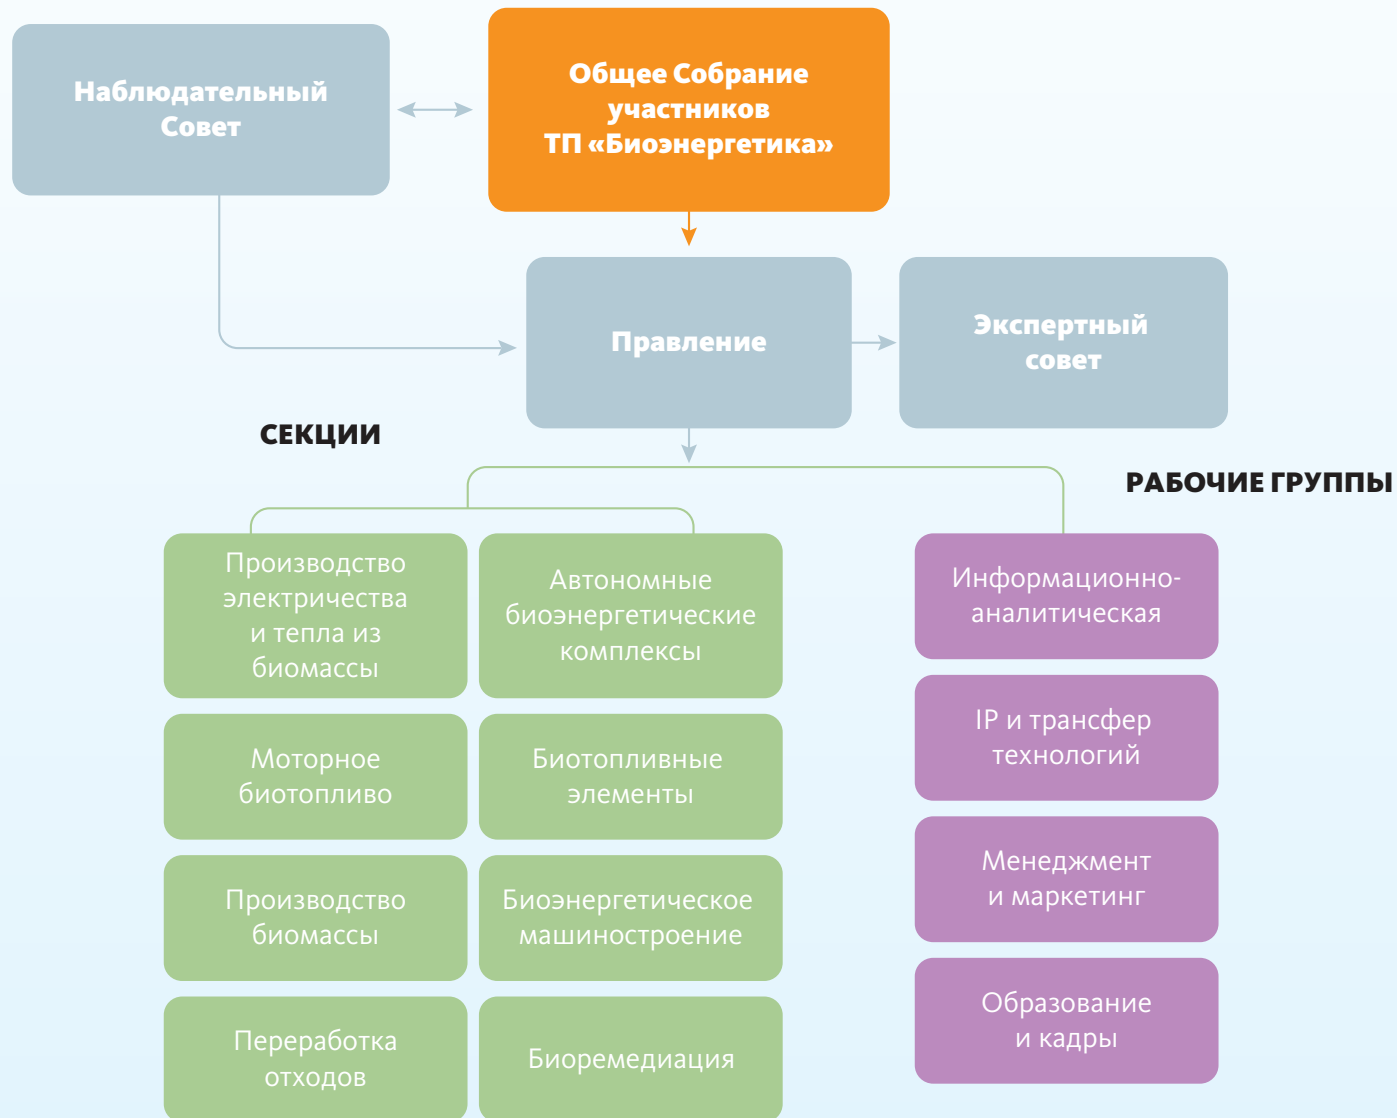 Наблюдательный
Совет
Общее Собрание
участников
ТП «Биоэнергетика»
Правление
Экспертный
совет
СЕКЦИИ
РАБОЧИЕ ГРУППЫ
Производство
электричества
и тепла из
биомассы
Автономные
биоэнергетические
комплексы
Информационно-
аналитическая
Моторное
биотопливо
Биотопливные
элементы
IP и трансфер
технологий
Производство
биомассы
Биоэнергетическое
машиностроение
Менеджмент
и маркетинг
Переработка
отходов
Биоремедиация
Образование
и кадры